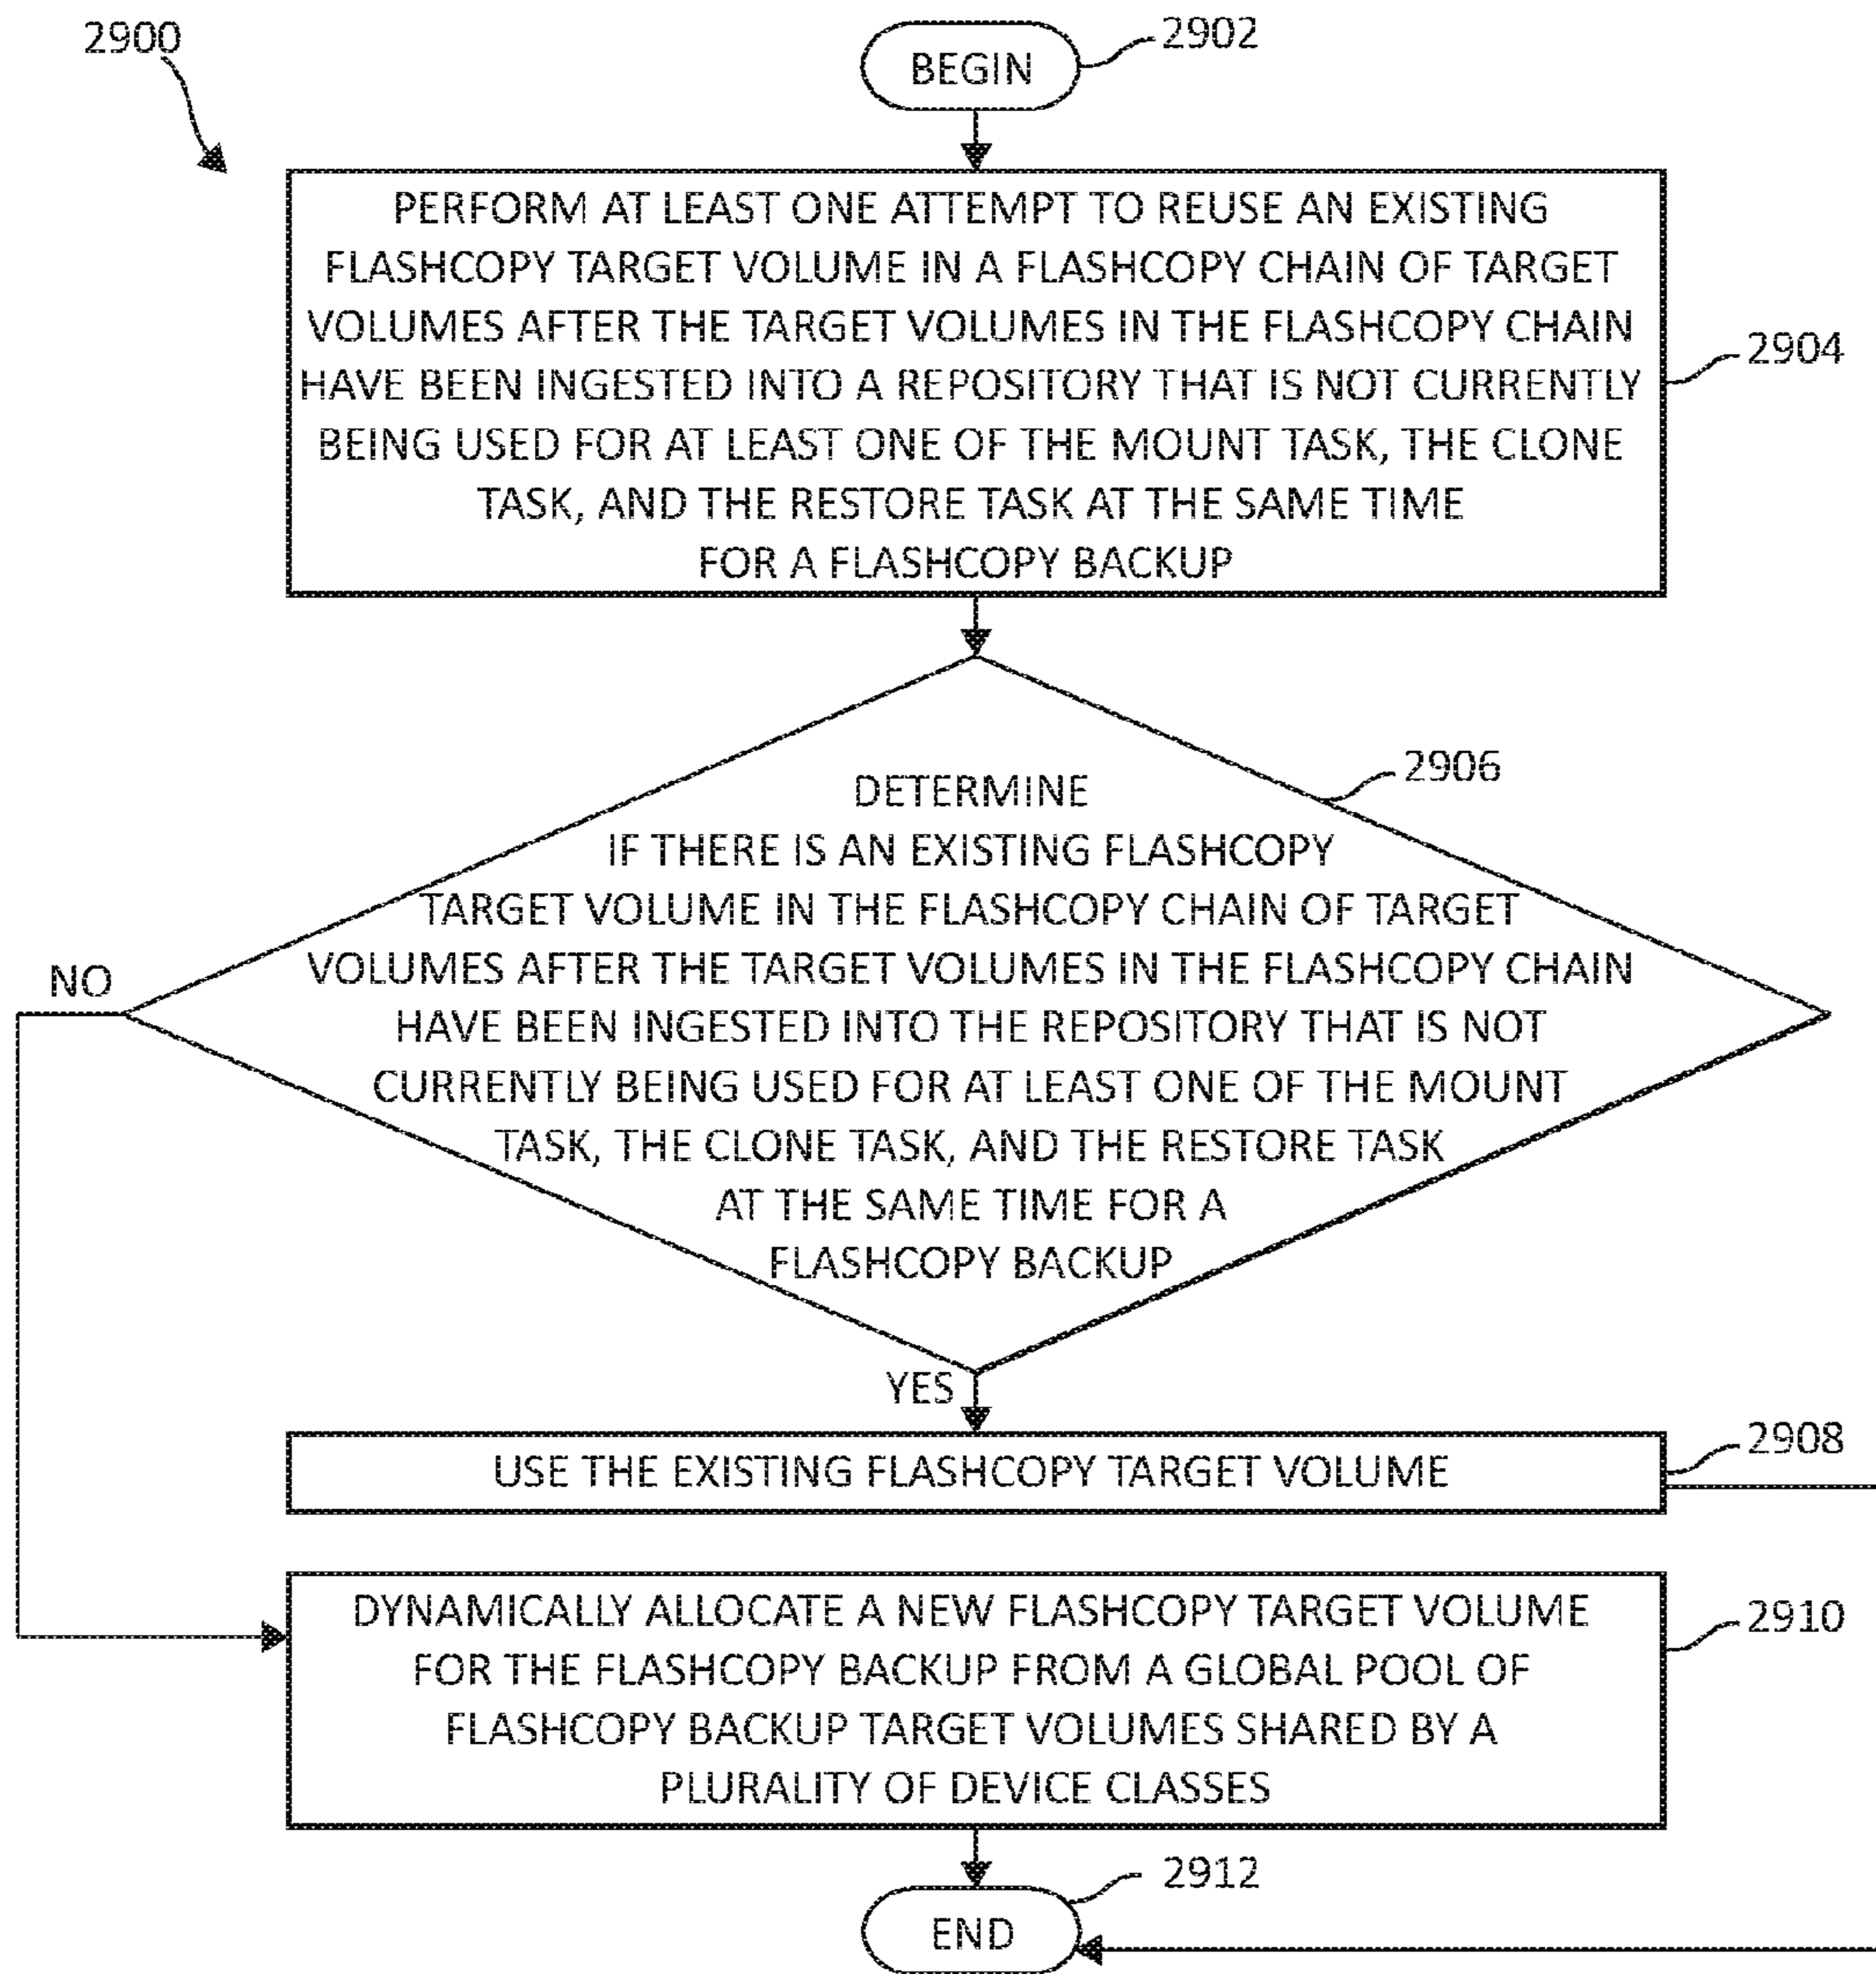 2900
BEGIN
2902
PERFORM AT LEAST ONE ATTEMPT TO REUSE AN EXISTING
FLASHCOPY TARGET VOLUME IN A FLASHCOPY CHAIN OF TARGET
VOLUMES AFTER THE TARGET VOLUMES IN THE FLASHCOPY CHAIN
HAVE BEEN INGESTED INTO A REPOSITORY THAT IS NOT CURRENTLY
BEING USED FOR AT LEAST ONE OF THE MOUNT TASK, THE CLONE
TASK, AND THE RESTORE TASK AT THE SAME TIME
FOR A FLASHCOPY BACKUP
2904
DETERMINE
IF THERE IS AN EXISTING FLASHCOPY
TARGET VOLUME IN THE FLASHCOPY CHAIN OF TARGET
VOLUMES AFTER THE TARGET VOLUMES IN THE FLASHCOPY CHAIN
HAVE BEEN INGESTED INTO THE REPOSITORY THAT IS NOT
CURRENTLY BEING USED FOR AT LEAST ONE OF THE MOUNT
TASK, THE CLONE TASK, AND THE RESTORE TASK
AT THE SAME TIME FOR A
FLASHCOPY BACKUP
2906
NO
YES
USE THE EXISTING FLASHCOPY TARGET VOLUME
2908
DYNAMICALLY ALLOCATE A NEW FLASHCOPY TARGET VOLUME
FOR THE FLASHCOPY BACKUP FROM A GLOBAL POOL OF
FLASHCOPY BACKUP TARGET VOLUMES SHARED BY A
PLURALITY OF DEVICE CLASSES
2910
END
2912